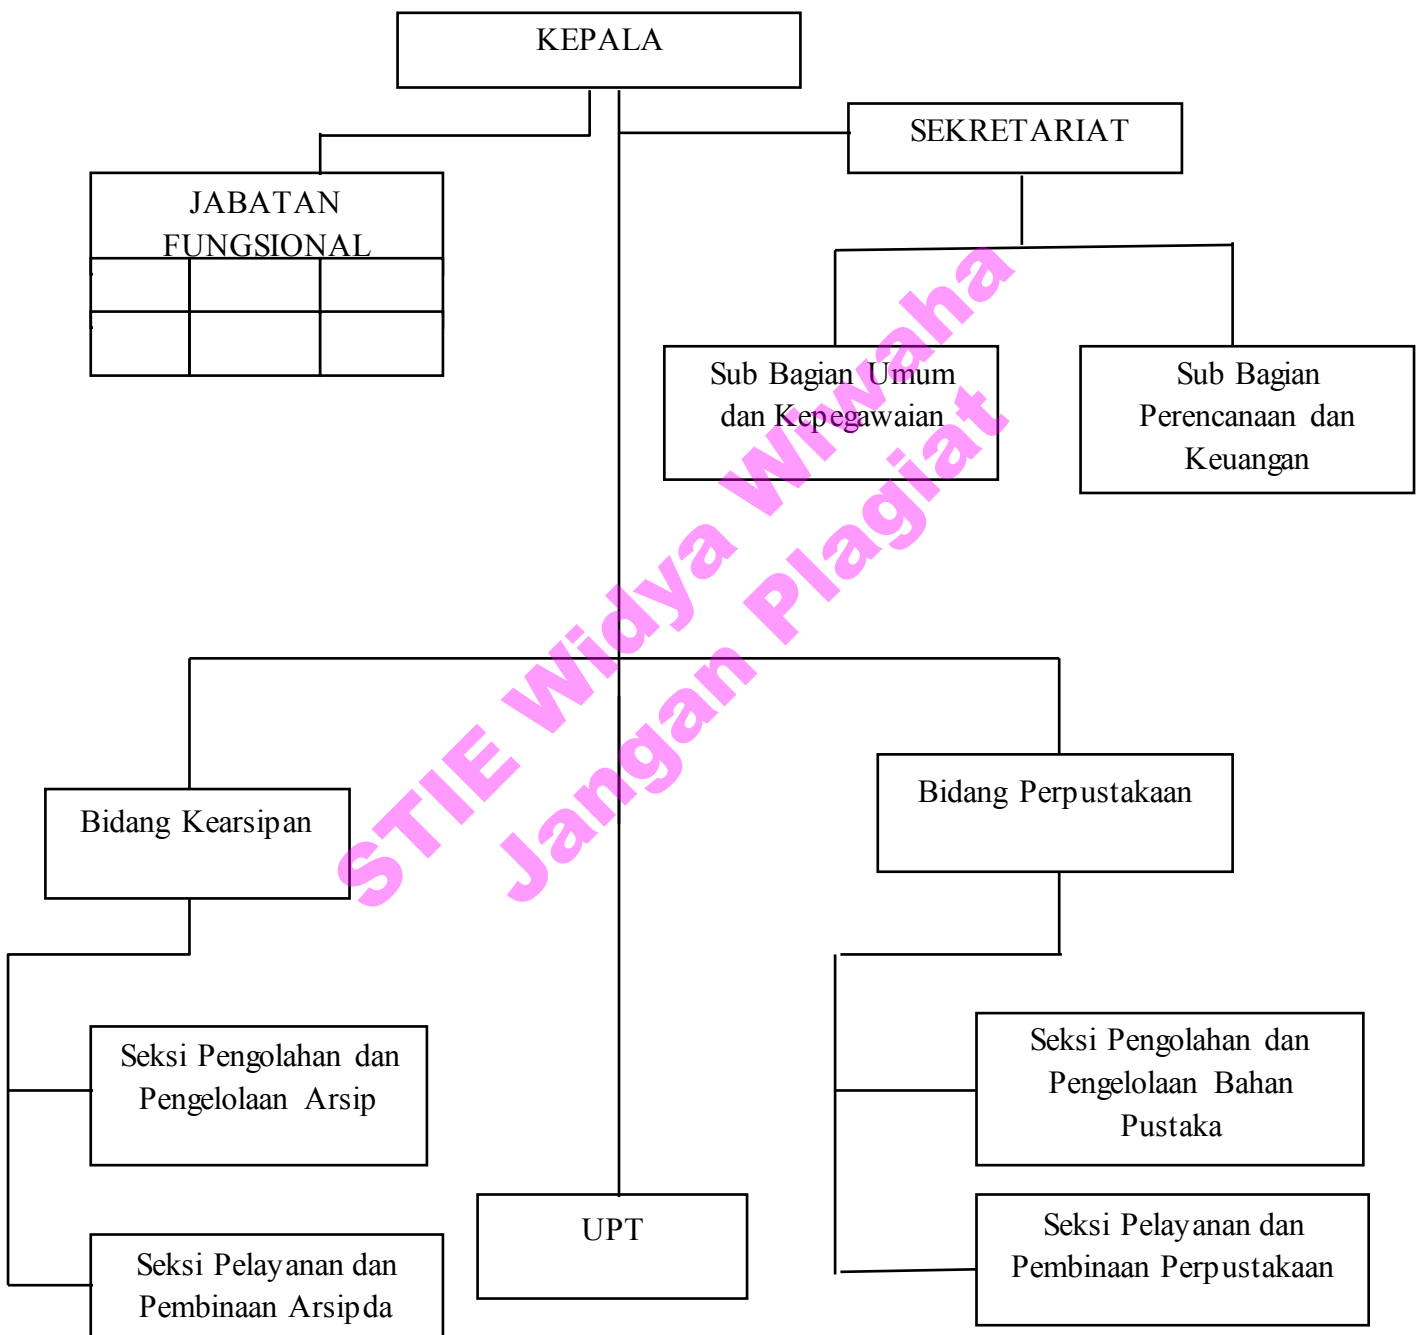 KEPALA
SEKRETARIAT
JABATAN
FUNGSIONAL
Sub Bagian Umum
dan Kepegawaian
Sub Bagian
Perencanaan dan
Keuangan
STIE Widya Wiwaha
Jangan Plagiat
Bidang Kearsipan
Bidang Perpustakaan
Seksi Pengolahan dan
Pengelolaan Arsip
Seksi Pengolahan dan
Pengelolaan Bahan
Pustaka
UPT
Seksi Pelayanan dan
Pembinaan Arsipda
Seksi Pelayanan dan
Pembinaan Perpustakaan